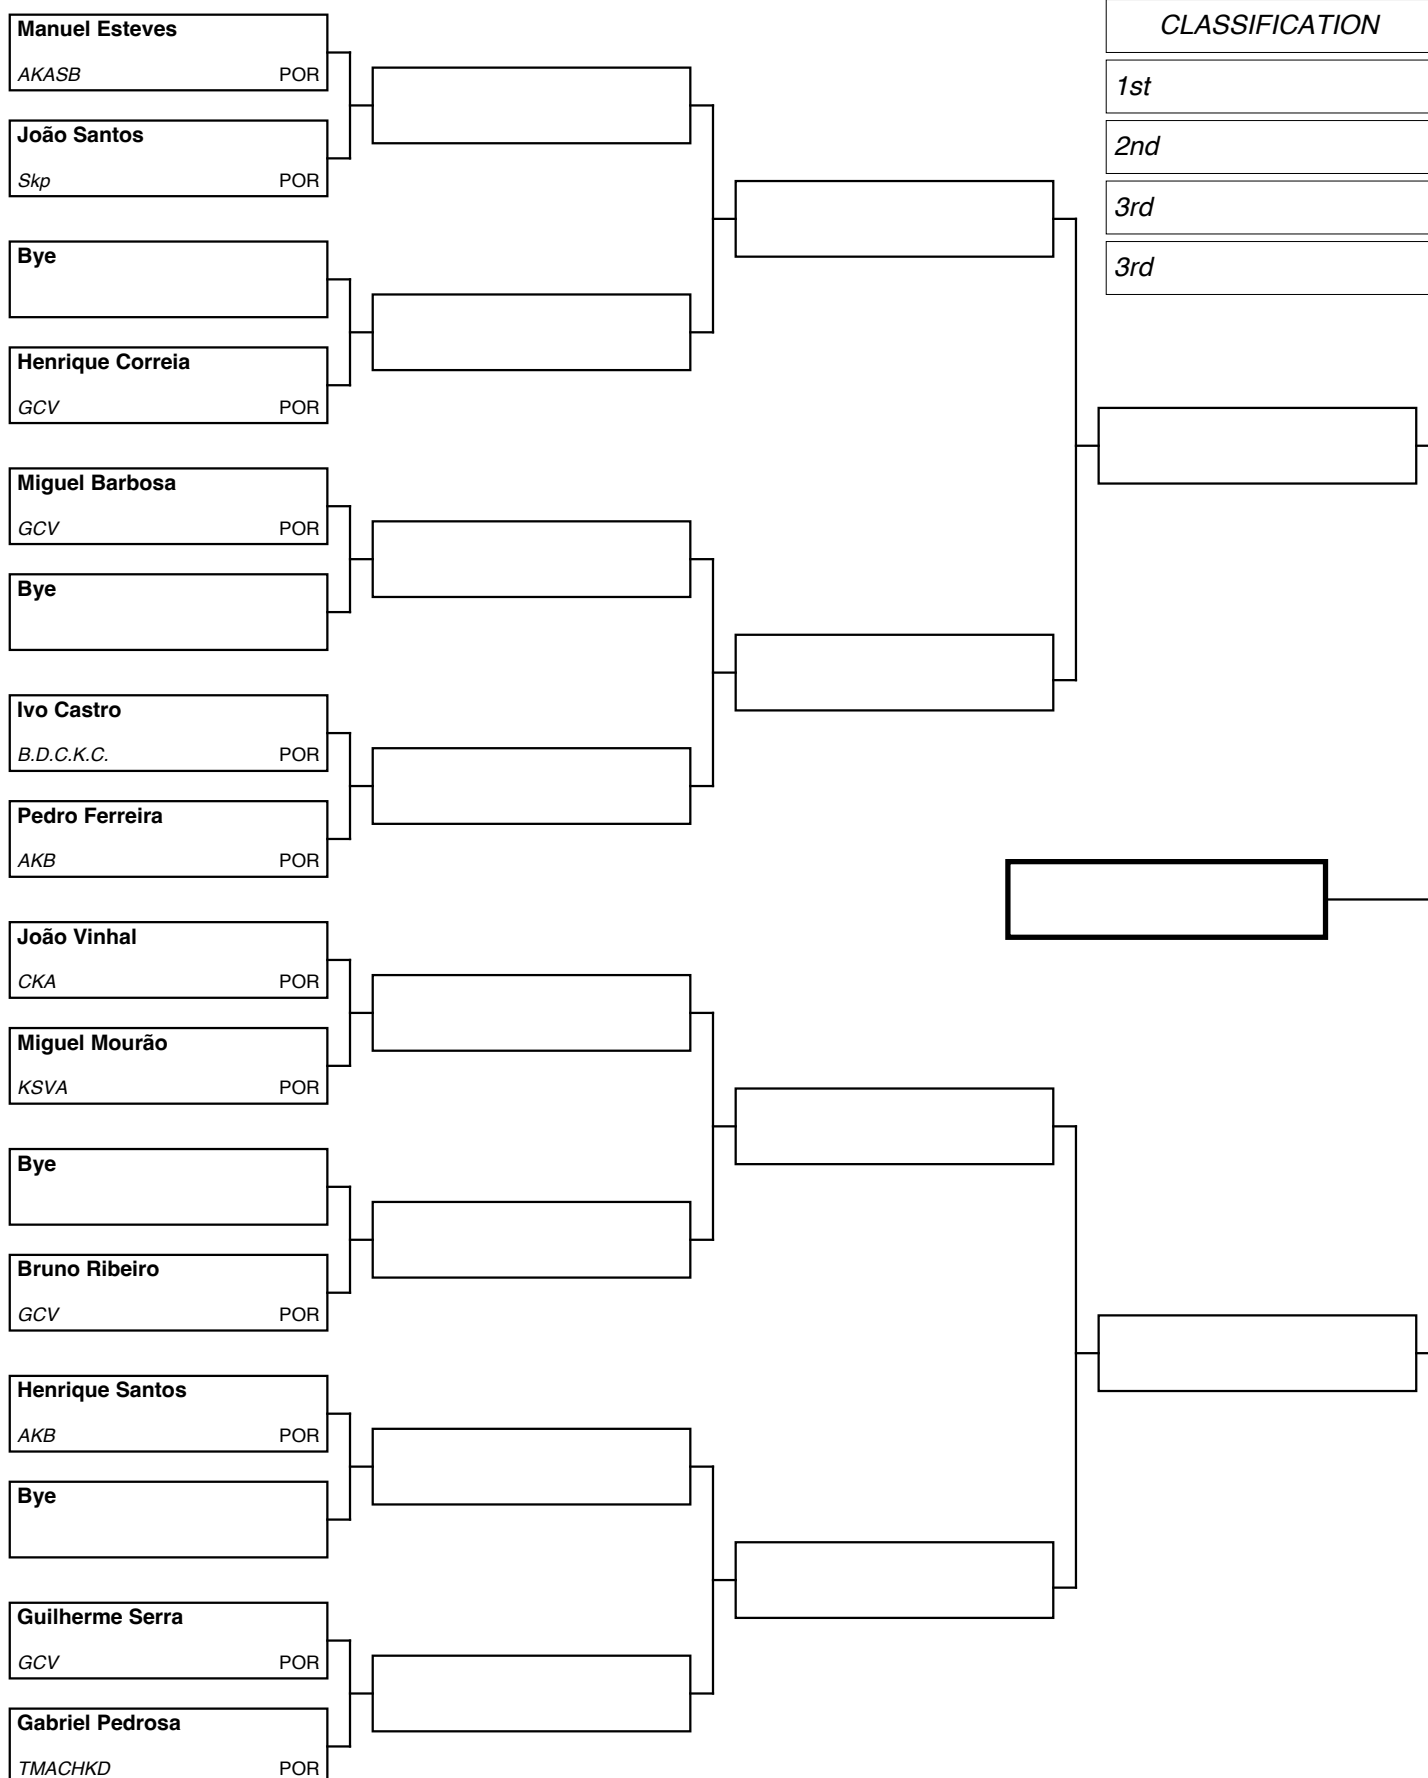 Manuel Esteves
AKASB POR
João Santos
Skp POR
Bye
Henrique Correia
GCV POR
Miguel Barbosa
GCV POR
Bye
Ivo Castro
B.D.C.K.C. POR
Pedro Ferreira
AKB POR
João Vinhal
CKA POR
Miguel Mourão
KSVA POR
Bye
Bruno Ribeiro
GCV POR
Henrique Santos
AKB POR
Bye
Guilherme Serra
GCV POR
Gabriel Pedrosa
TMACHKD POR
CLASSIFICATION
1st
2nd
3rd
3rd